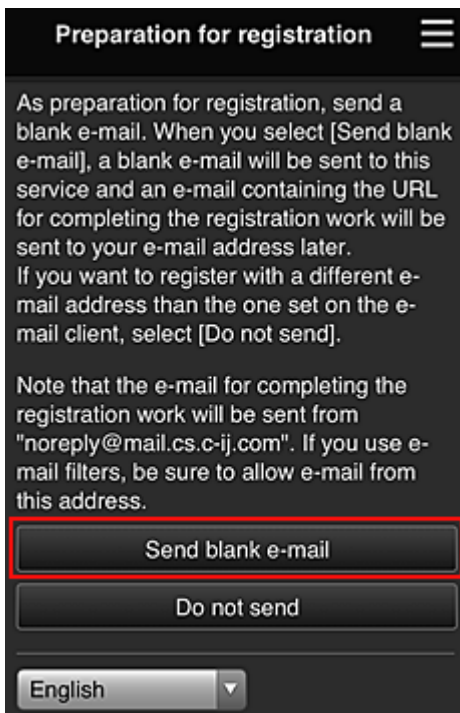 Preparation for registration
As preparation for registration, send a
blank e-mail. When you select [Send blank
e-mail], a blank e-mail will be sent to this
service and an e-mail containing the URL
for completing the registration work will be
sent to your e-mail address later.
If you want to register with a different e-
mail address than the one set on the e-
mail client, select [Do not send].
Note that the e-mail for completing the
registration work will be sent from
"noreply@mail.cs.c-ij.com". If you use e-
mail filters, be sure to allow e-mail from
this address.
Send blank e-mail
Do not send
English